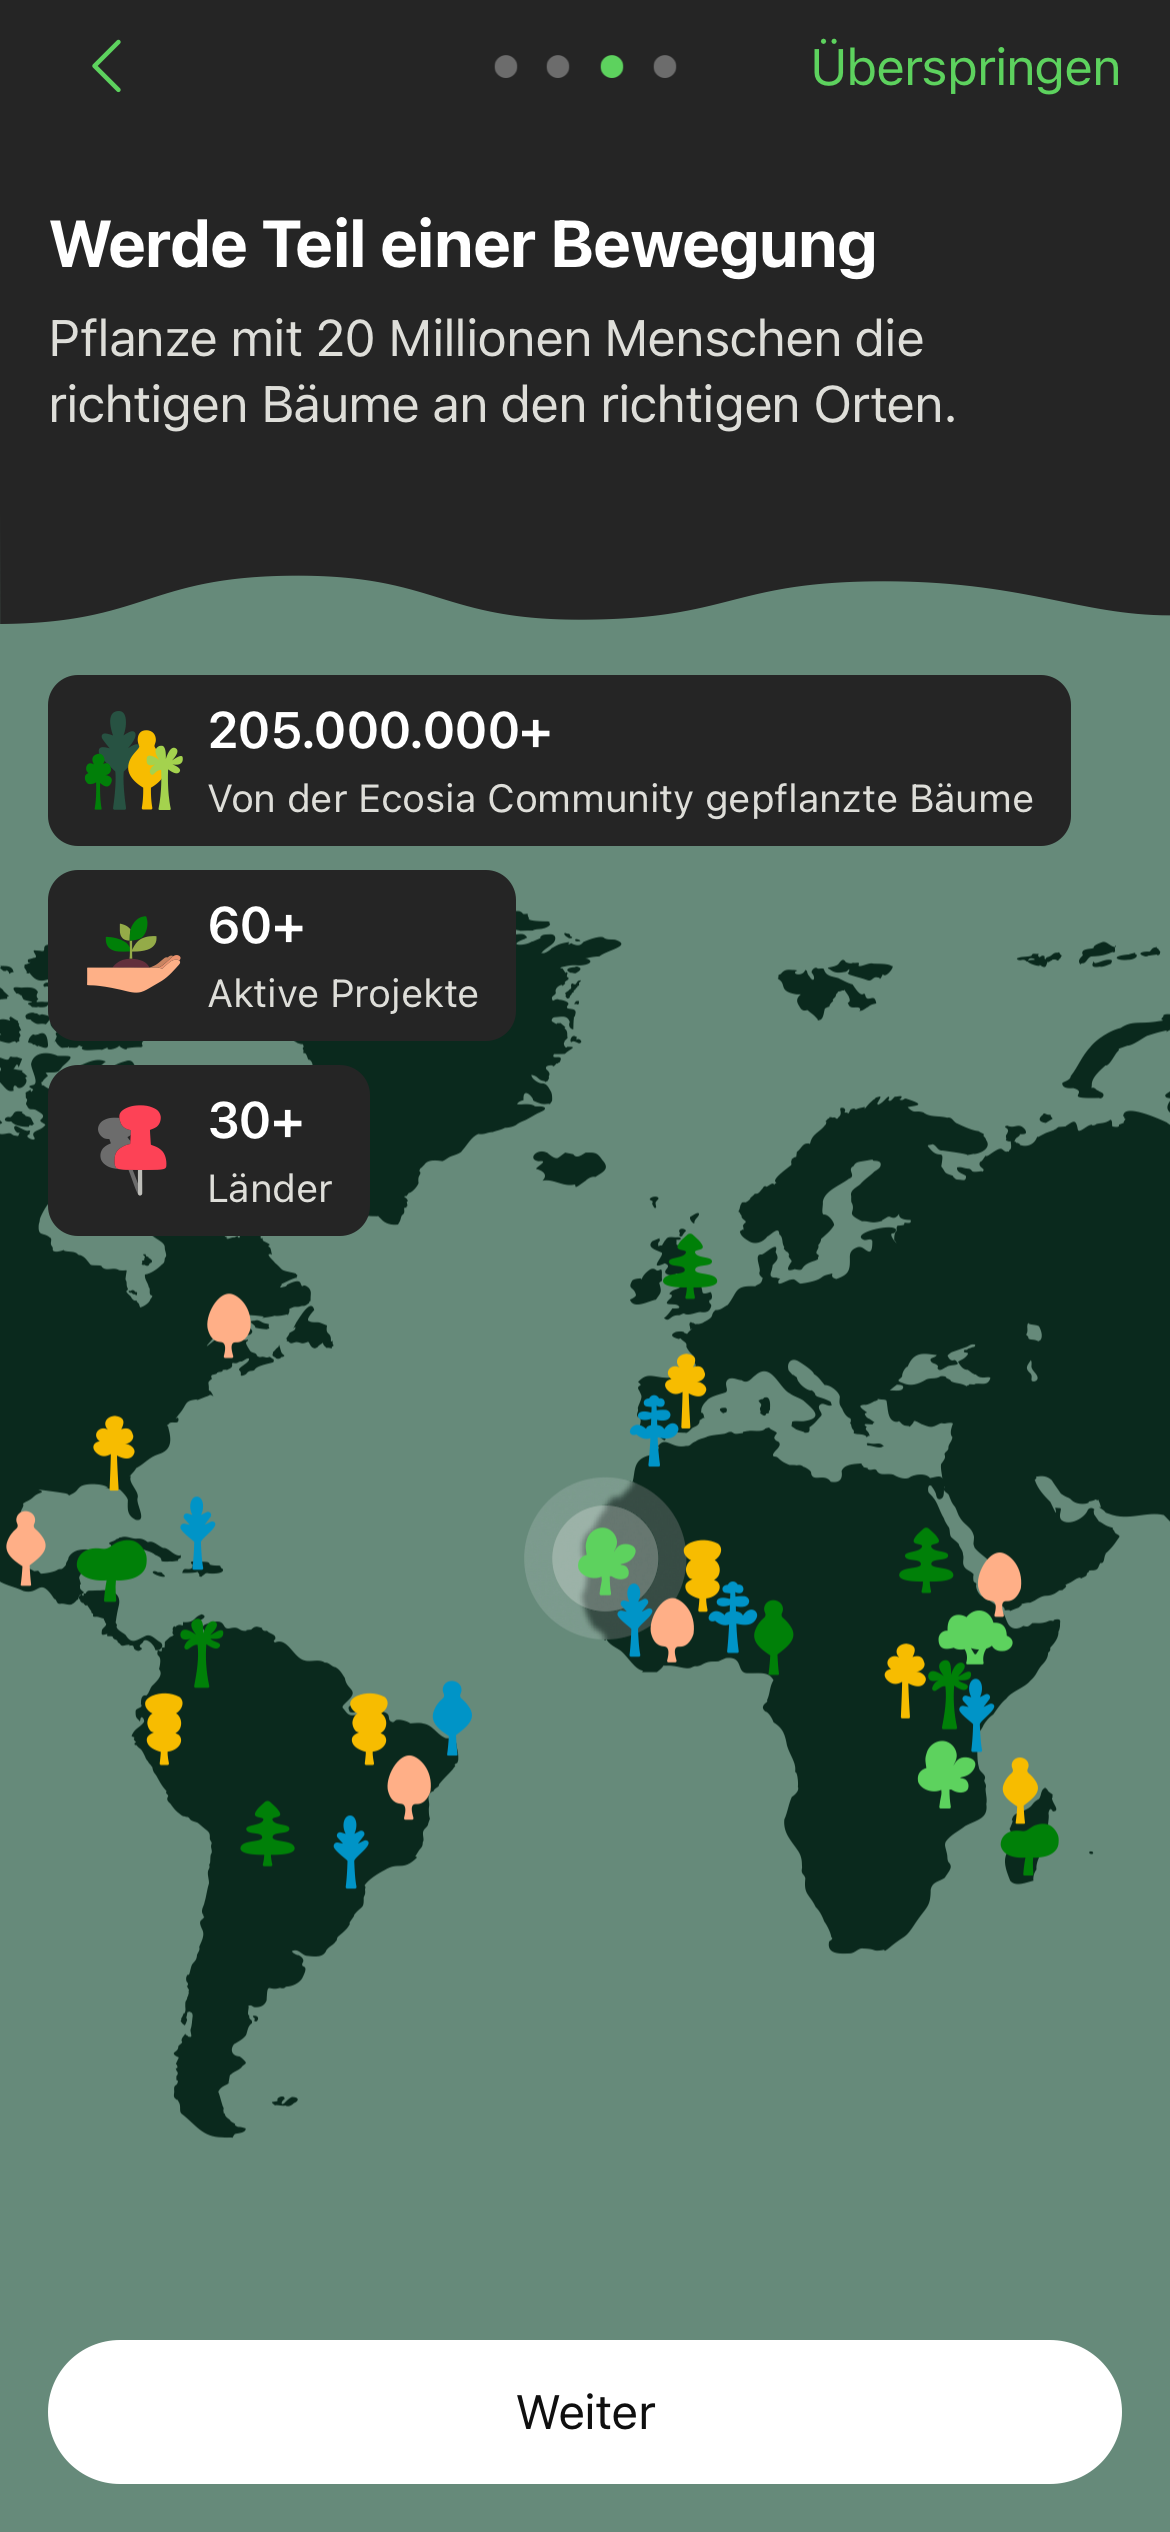 Überspringen
Werde Teil einer Bewegung
Pflanze mit 20 Millionen Menschen die
richtigen Bäume an den richtigen Orten.
205.000.000+
Von der Ecosia Community gepflanzte Bäume
60+
Aktive Projekte
30+
Länder
Weiter